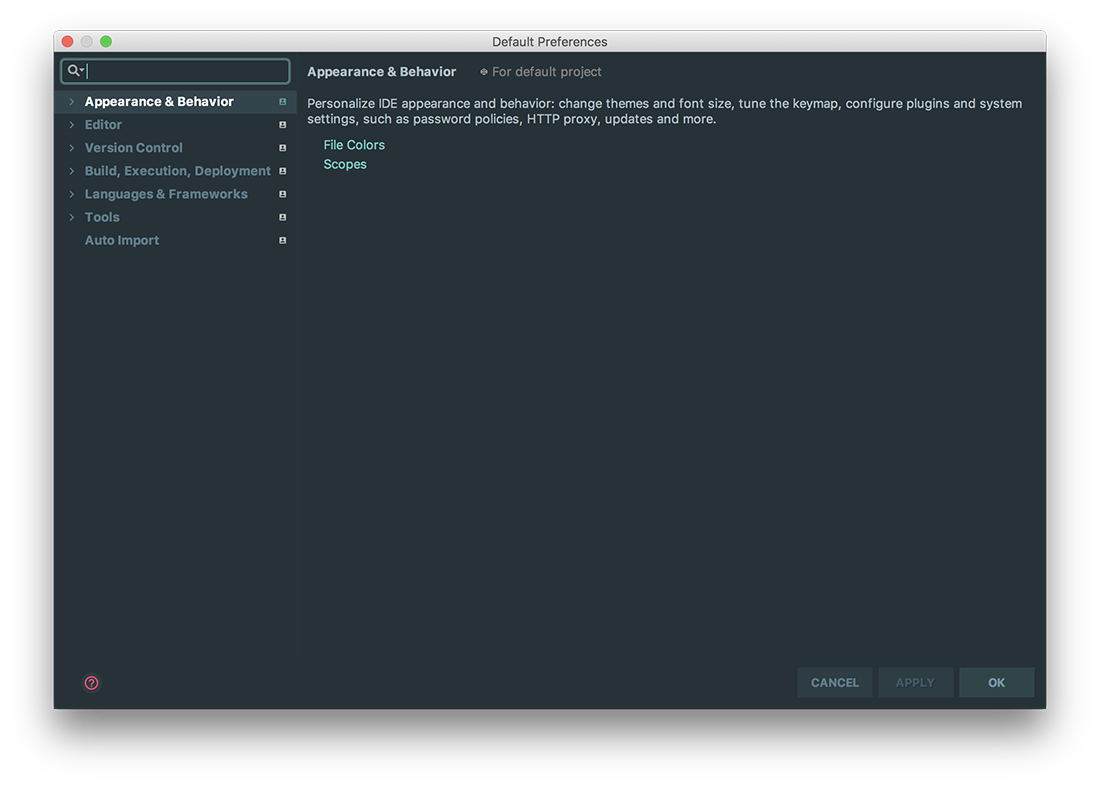 Default Preferences
Appearance & Behavior
Editor
Version Control
Build, Execution, Deployment
Languages & Frameworks
Tools
Auto Import
Appearance & Behavior For default project
Personalize IDE appearance and behavior: change themes and font size, tune the keymap, configure plugins and system
settings, such as password policies, HTTP proxy, updates and more.
File Colors
Scopes
?
CANCEL APPLY OK